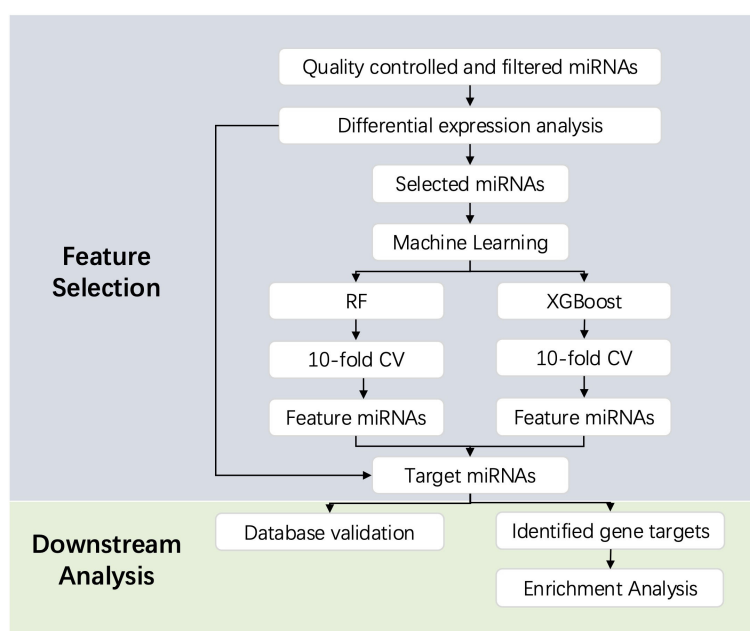 Quality controlled and filtered miRNAs
Differential expression analysis
Selected miRNAs
Machine Learning
Feature
Selection
RF
XGBoost
10-fold CV
10-fold CV
Feature miRNAs
Feature miRNAs
Target miRNAs
Downstream
Analysis
Database validation
Identified gene targets
Enrichment Analysis